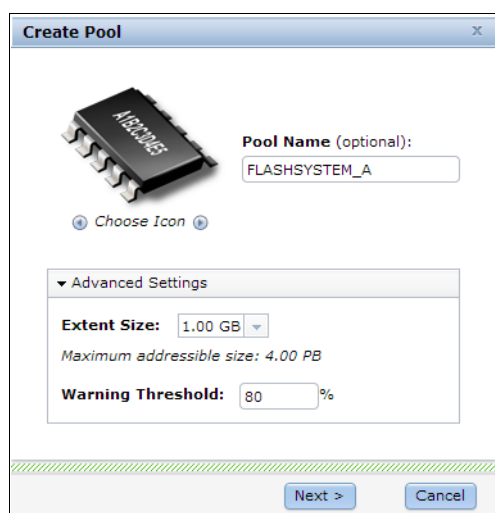 Create Pool
x
A1B2C3D4E5
Pool Name (optional):
FLASHSYSTEM_A
Choose Icon
Advanced Settings
Extent Size: 1.00 GB
Maximum addressable size: 4.00 PB
Warning Threshold: 80 %
Next > Cancel